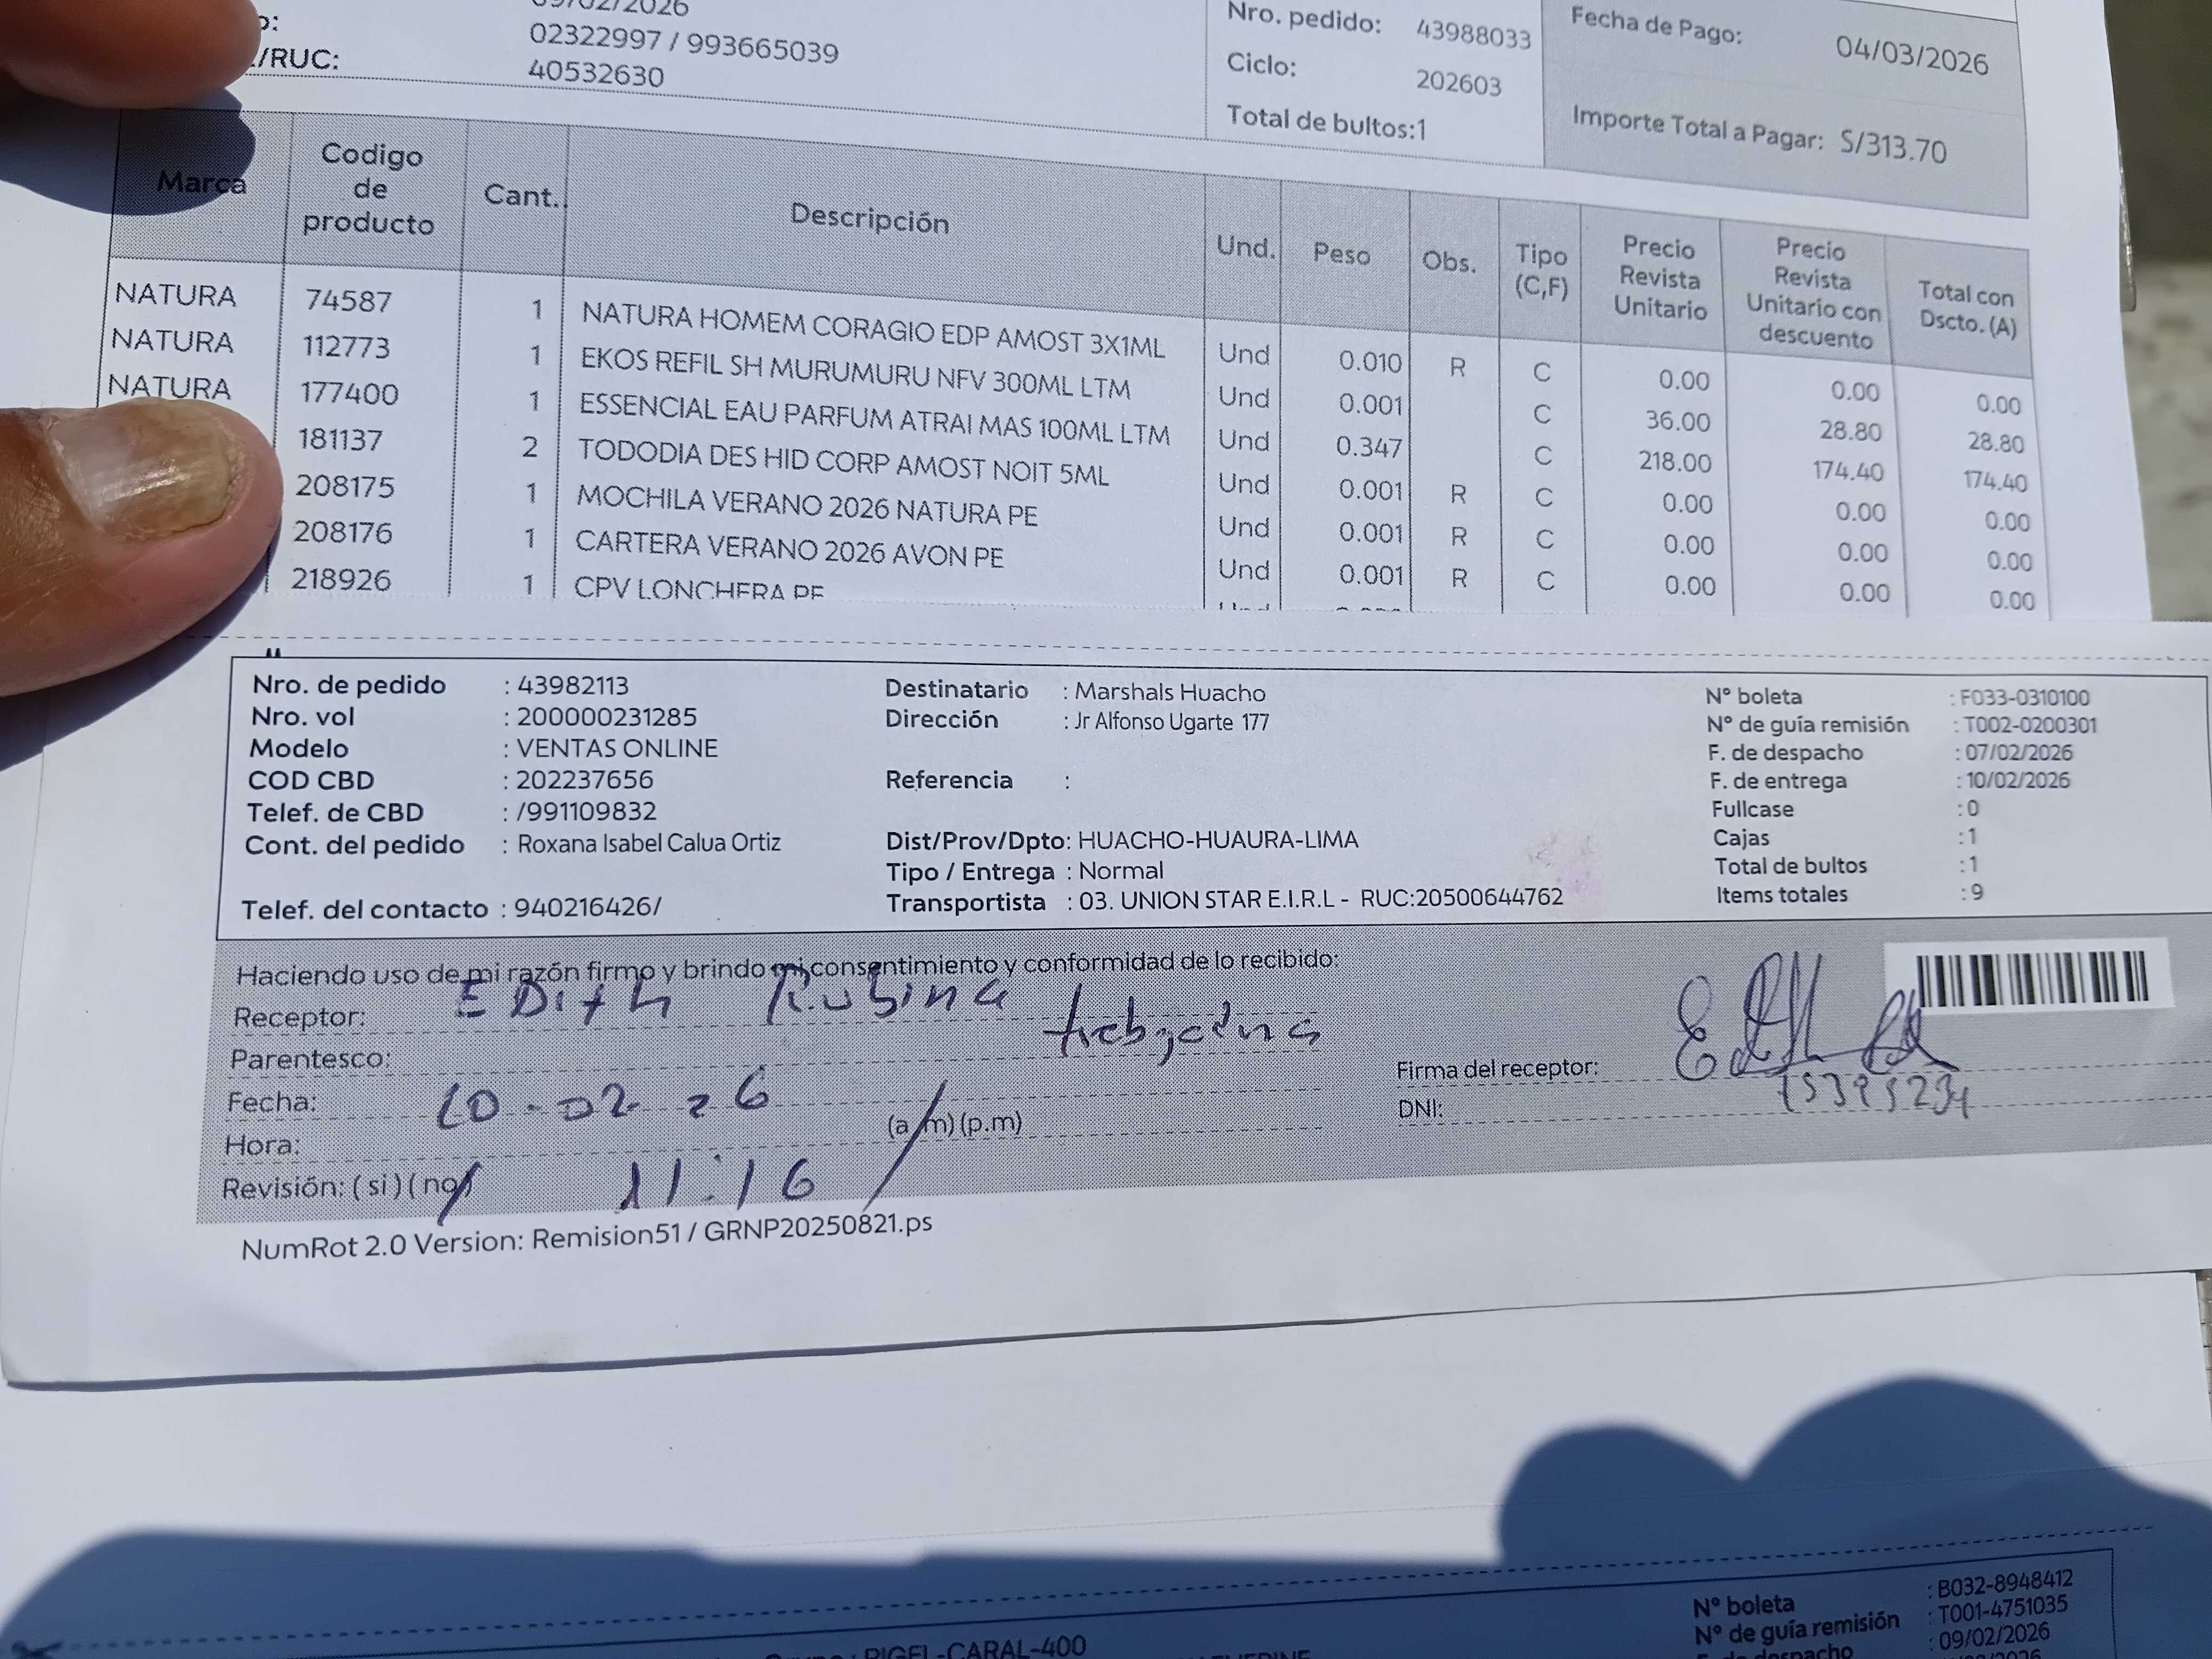 09/02/2026
02322997 / 993665039
/RUC: 40532630
Nro. pedido: 43988033
Ciclo: 202603
Total de bultos:1
Fecha de Pago: 04/03/2026
Importe Total a Pagar: S/313.70
Marca Codigo de producto Cant. Descripción Und. Peso Obs. Tipo (C,F) Precio Revista Unitario Precio Revista Unitario con descuento Total con Dscto. (A)
NATURA 74587 1 NATURA HOMEM CORAGIO EDP AMOST 3X1ML Und 0.010 R C 0.00 0.00 0.00
NATURA 112773 1 EKOS REFIL SH MURUMURU NFV 300ML LTM Und 0.001 C 36.00 28.80 28.80
NATURA 177400 1 ESSENCIAL EAU PARFUM ATRAI MAS 100ML LTM Und 0.347 C 218.00 174.40 174.40
181137 2 TODODIA DES HID CORP AMOST NOIT 5ML Und 0.001 R C 0.00 0.00 0.00
208175 1 MOCHILA VERANO 2026 NATURA PE Und 0.001 R C 0.00 0.00 0.00
208176 1 CARTERA VERANO 2026 AVON PE Und 0.001 R C 0.00 0.00 0.00
218926 1 CPV LONCHERA PE
Nro. de pedido : 43982113
Nro. vol : 200000231285
Modelo : VENTAS ONLINE
COD CBD : 202237656
Telef. de CBD : /991109832
Cont. del pedido : Roxana Isabel Calua Ortiz
Telef. del contacto : 940216426/
Destinatario : Marshals Huacho
Dirección : Jr Alfonso Ugarte 177
Referencia :
Dist/Prov/Dpto: HUACHO-HUAURA-LIMA
Tipo / Entrega : Normal
Transportista : 03. UNION STAR E.I.R.L - RUC:20500644762
N° boleta : F033-0310100
N° de guía remisión : T002-0200301
F. de despacho : 07/02/2026
F. de entrega : 10/02/2026
Fullcase : 0
Cajas : 1
Total de bultos : 1
Items totales : 9
Haciendo uso de mi razón firmo y brindo mi consentimiento y conformidad de lo recibido:
Receptor: EDith Rubina
Parentesco:
Fecha: 10-02 26
Hora: 11:16 (a.m) (p.m)
Revisión: ( si ) ( no )
Firma del receptor:
DNI:
NumRot 2.0 Version: Remision51 / GRNP20250821.ps
RIGEL-CARAL-400
N° boleta : B032-8948412
N° de guía remisión : T001-4751035
despacho : 09/02/2026